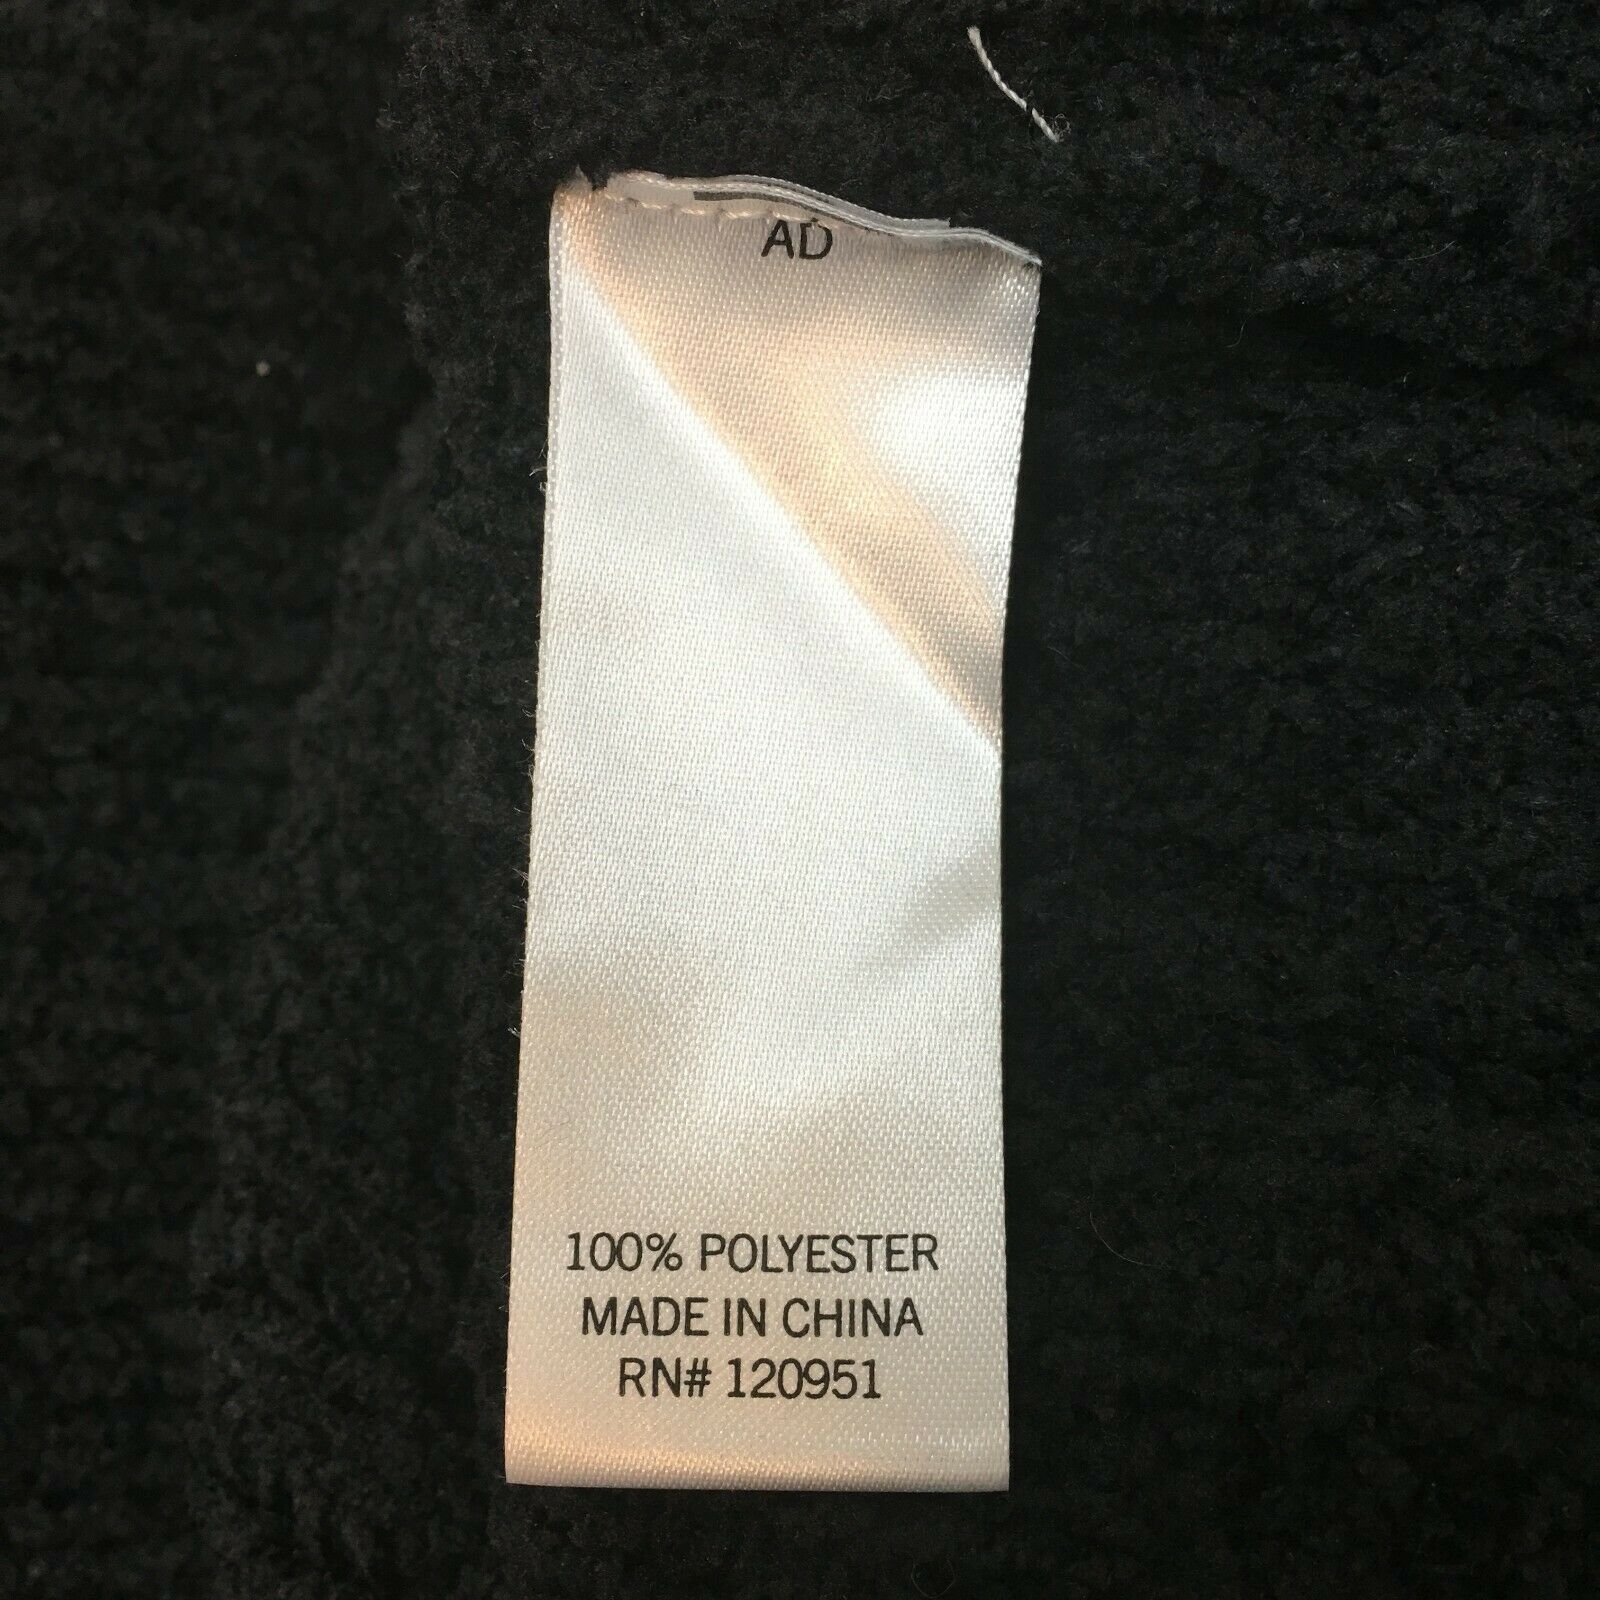 AD
100% POLYESTER
MADE IN CHINA
RN# 120951